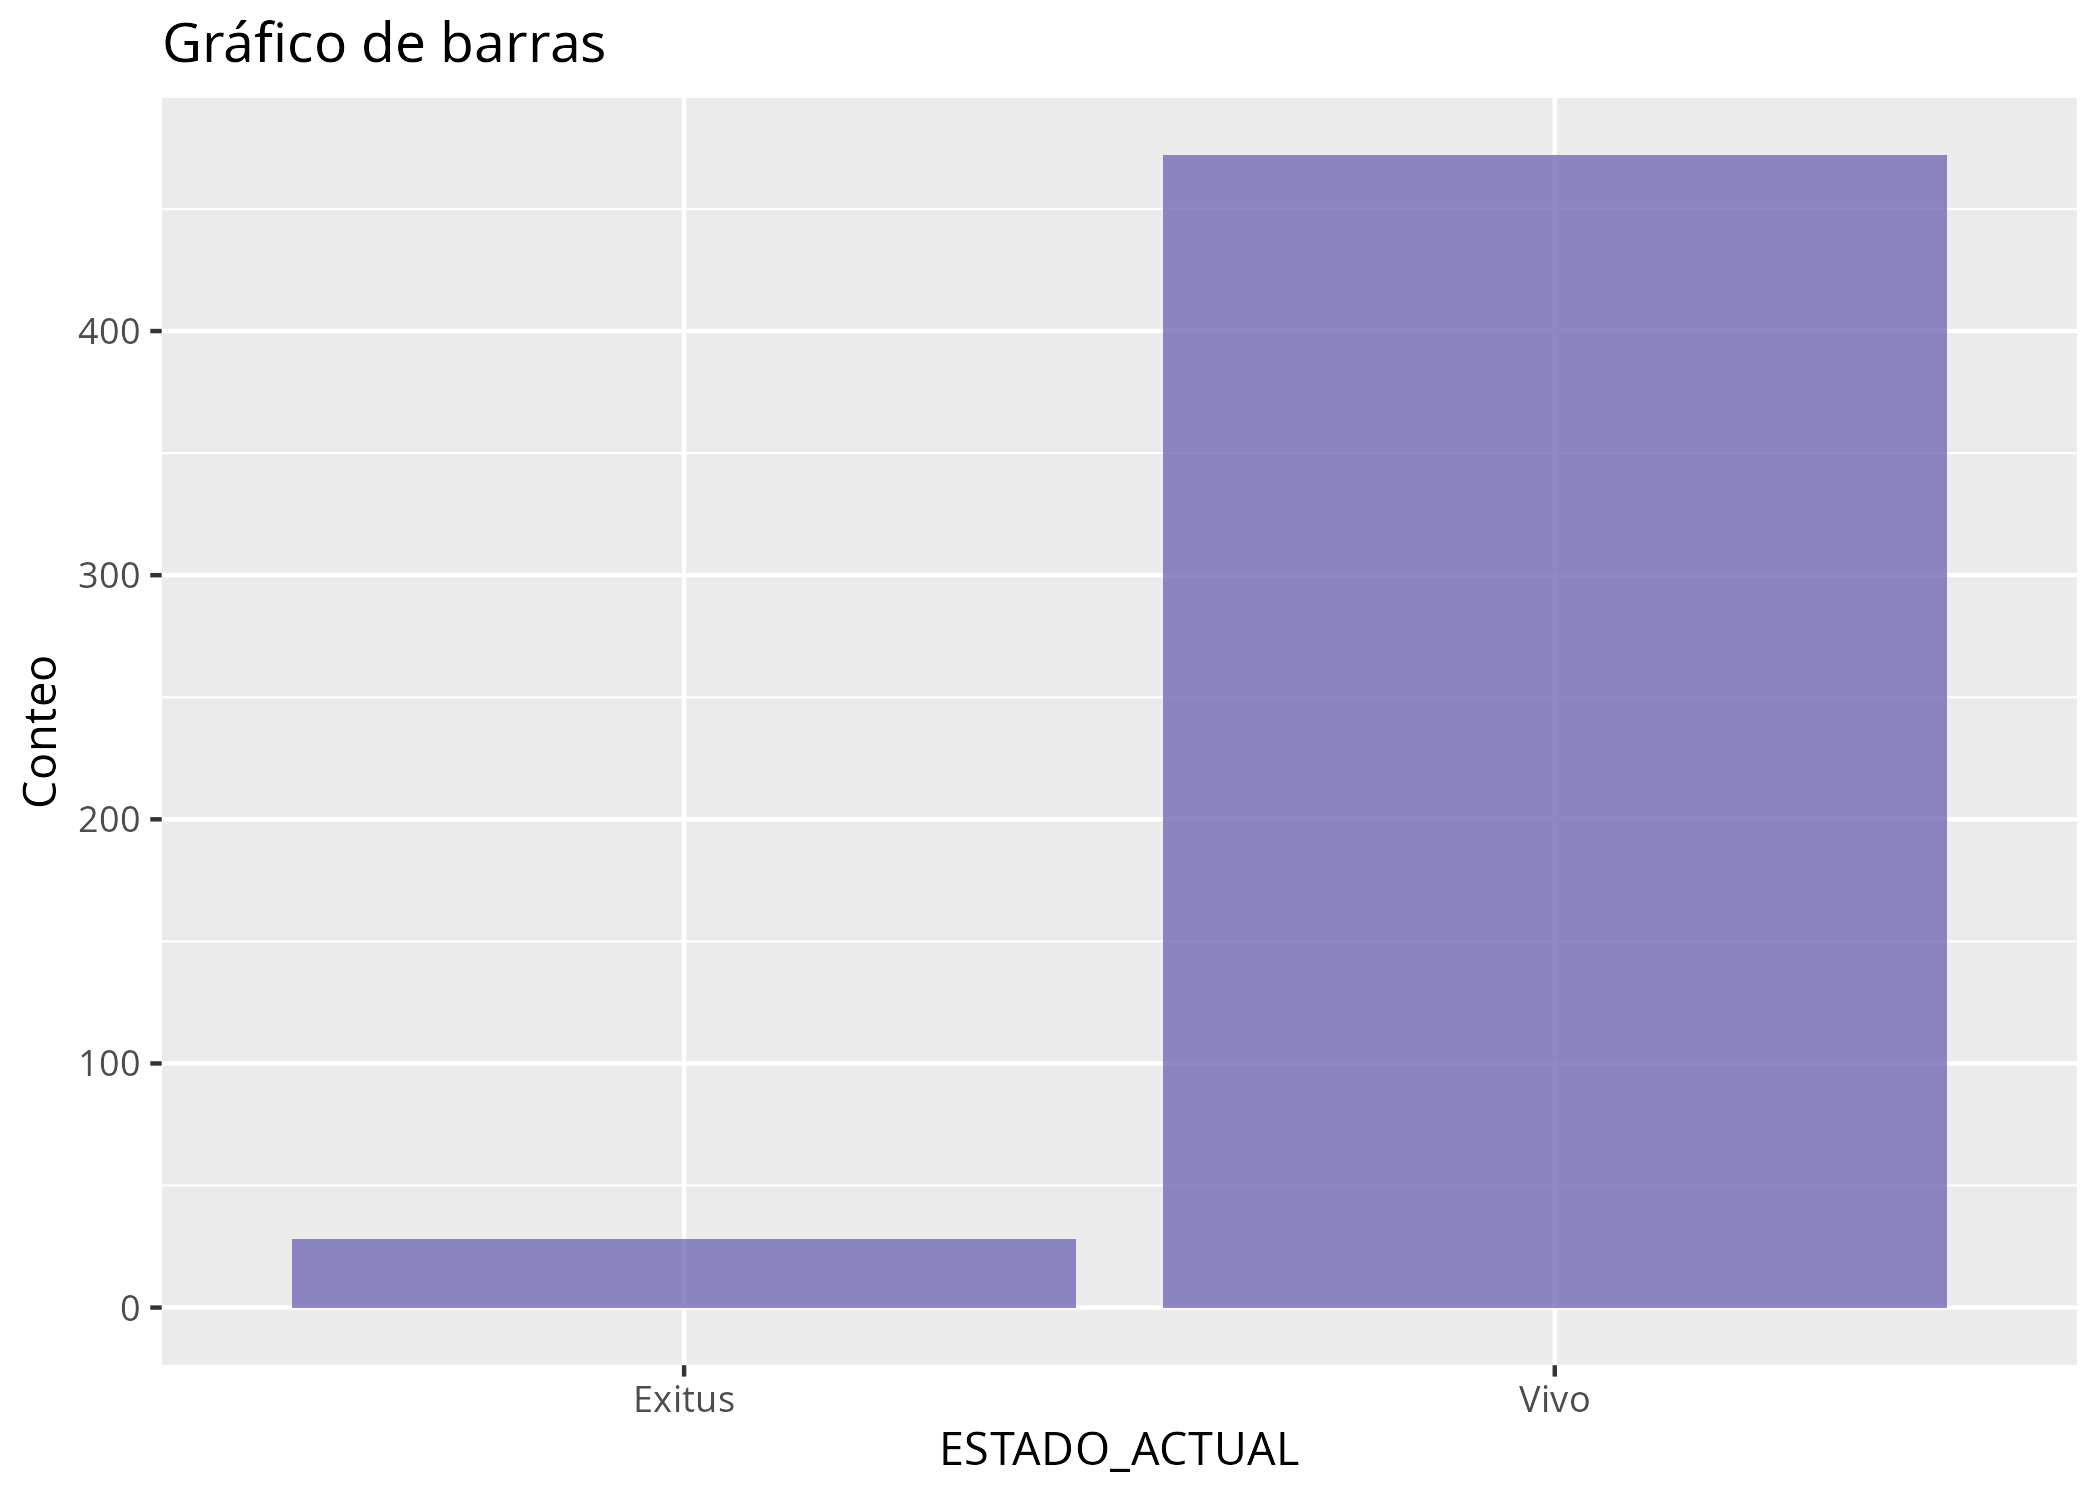 Gráfico de barras
Conteo
400
300
200
100
0
Exitus
Vivo
ESTADO_ACTUAL